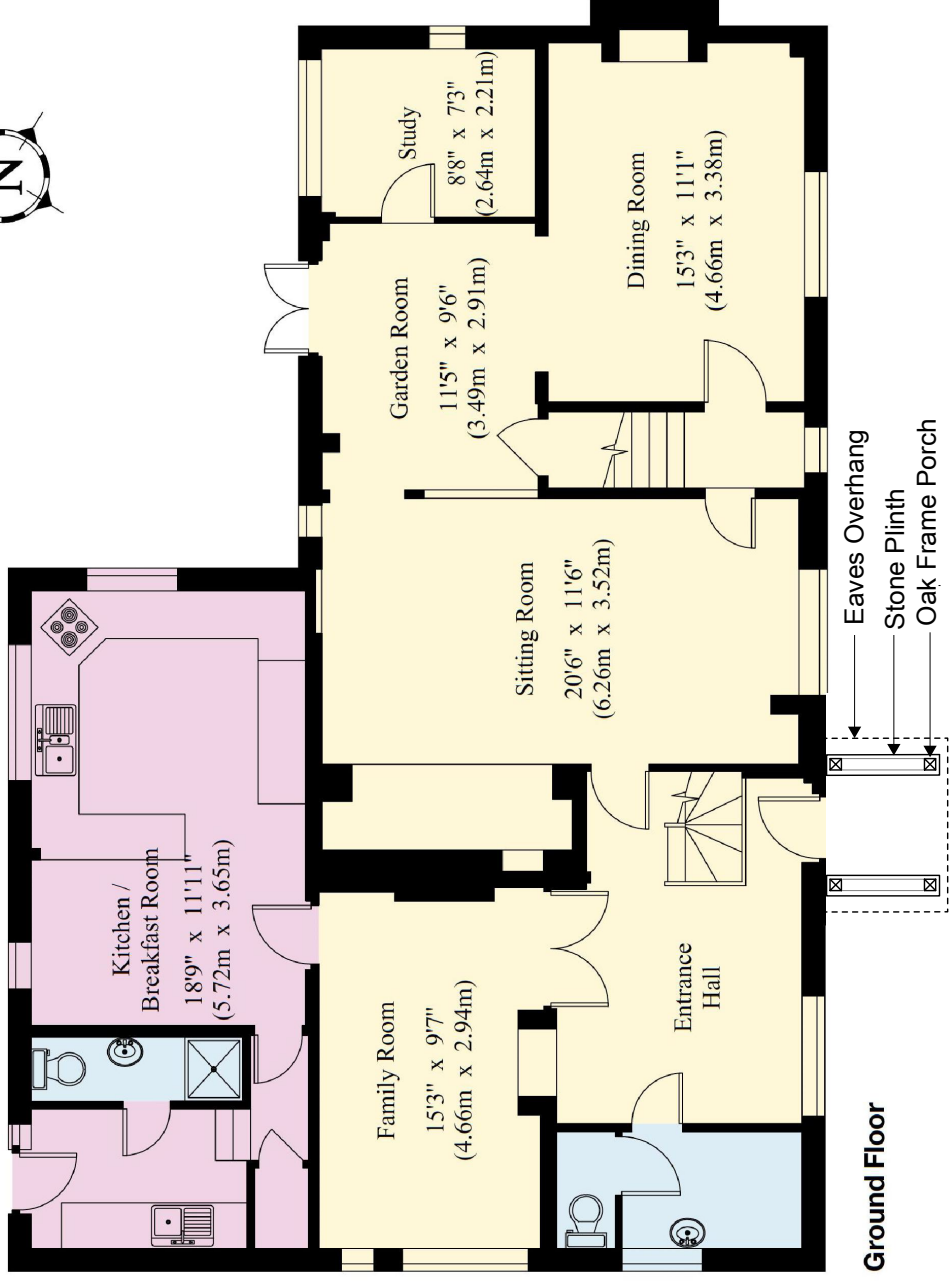 N
Study
8'8" x 7'3"
(2.64m x 2.21m)
Garden Room
11'5" x 9'6"
(3.49m x 2.91m)
Dining Room
15'3" x 11'1"
(4.66m x 3.38m)
Kitchen /
Breakfast Room
18'9" x 11'11"
(5.72m x 3.65m)
Sitting Room
20'6" x 11'6"
(6.26m x 3.52m)
Family Room
15'3" x 9'7"
(4.66m x 2.94m)
Entrance
Hall
Eaves Overhang
Stone Plinth
Oak Frame Porch
Ground Floor